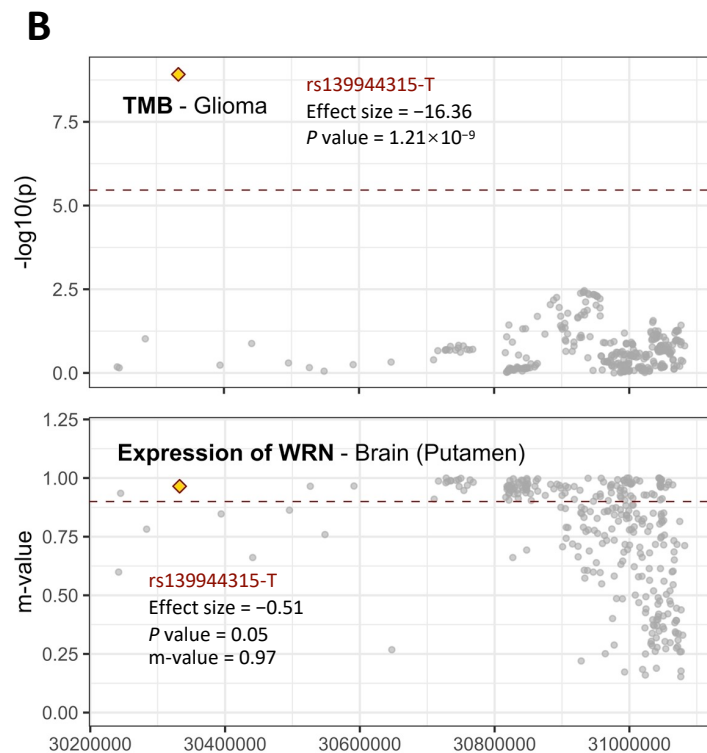 B
-log10(p)
7.5
5.0
2.5
0.0
TMB - Glioma
rs139944315-T
Effect size = −16.36
P value = 1.21×10⁻⁹
m-value
1.25
1.00
0.75
0.50
0.25
0.00
Expression of WRN - Brain (Putamen)
rs139944315-T
Effect size = −0.51
P value = 0.05
m-value = 0.97
30200000 30400000 30600000 30800000 31000000